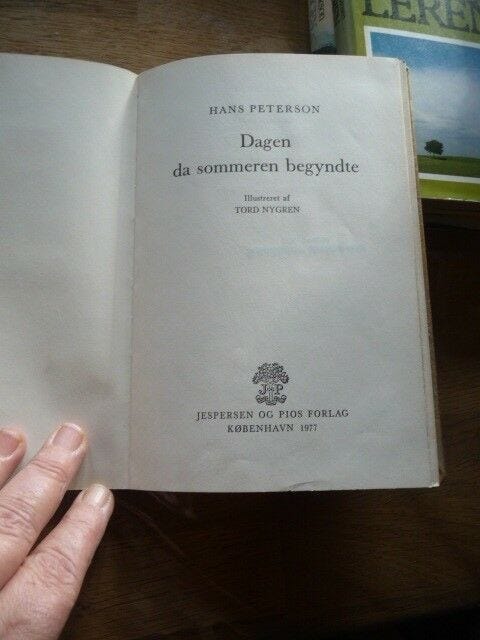 HANS PETERSON
Dagen
da sommeren begyndte
Illustreret af
TORD NYGREN
J P
JESPERSEN OG PIOS FORLAG
KØBENHAVN 1977